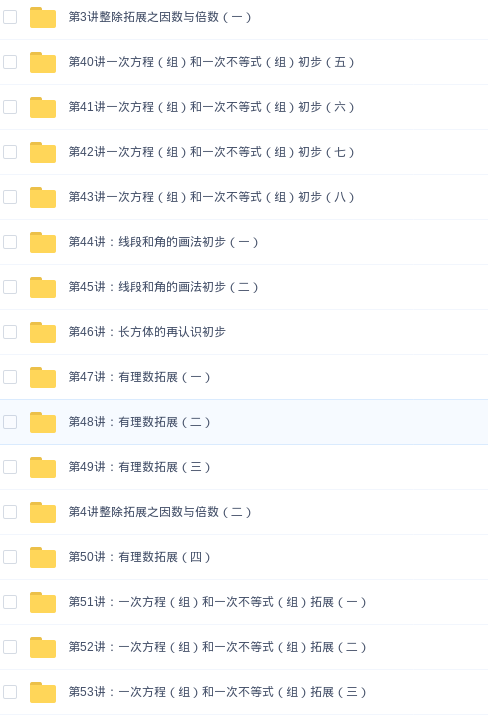 第3讲整除拓展之因数与倍数（一）
第40讲一次方程（组）和一次不等式（组）初步（五）
第41讲一次方程（组）和一次不等式（组）初步（六）
第42讲一次方程（组）和一次不等式（组）初步（七）
第43讲一次方程（组）和一次不等式（组）初步（八）
第44讲：线段和角的画法初步（一）
第45讲：线段和角的画法初步（二）
第46讲：长方体的再认识初步
第47讲：有理数拓展（一）
第48讲：有理数拓展（二）
第49讲：有理数拓展（三）
第4讲整除拓展之因数与倍数（二）
第50讲：有理数拓展（四）
第51讲：一次方程（组）和一次不等式（组）拓展（一）
第52讲：一次方程（组）和一次不等式（组）拓展（二）
第53讲：一次方程（组）和一次不等式（组）拓展（三）